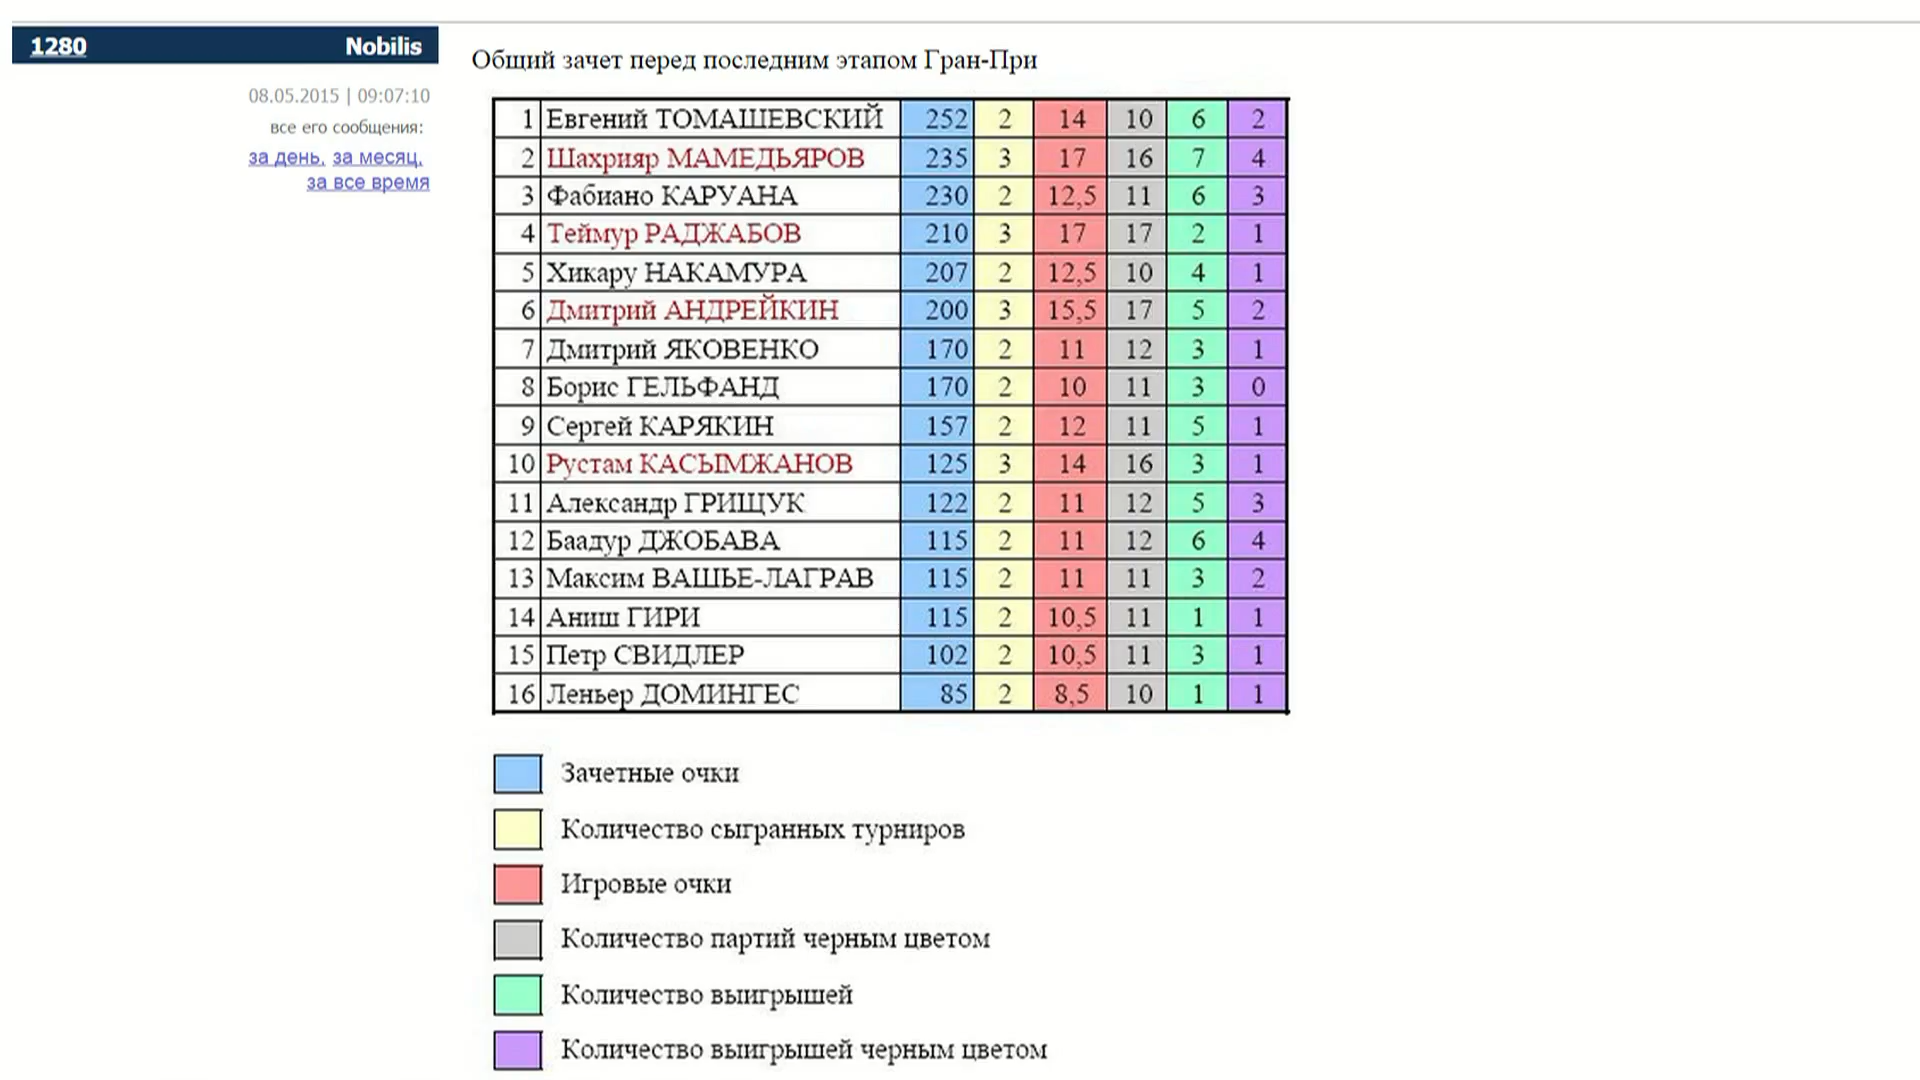 1280 Nobilis
08.05.2015 | 09:07:10
все его сообщения:
за день, за месяц,
за все время
Общий зачет перед последним этапом Гран-При
1 Евгений ТОМАШЕВСКИЙ 252 2 14 10 6 2
2 Шахрияр МАМЕДЬЯРОВ 235 3 17 16 7 4
3 Фабиано КАРУАНА 230 2 12,5 11 6 3
4 Теймур РАДЖАБОВ 210 3 17 17 2 1
5 Хикару НАКАМУРА 207 2 12,5 10 4 1
6 Дмитрий АНДРЕЙКИН 200 3 15,5 17 5 2
7 Дмитрий ЯКОВЕНКО 170 2 11 12 3 1
8 Борис ГЕЛЬФАНД 170 2 10 11 3 0
9 Сергей КАРЯКИН 157 2 12 11 5 1
10 Рустам КАСЫМЖАНОВ 125 3 14 16 3 1
11 Александр ГРИЩУК 122 2 11 12 5 3
12 Баадур ДЖОБАВА 115 2 11 12 6 4
13 Максим ВАШЬЕ-ЛАГРАВ 115 2 11 11 3 2
14 Аниш ГИРИ 115 2 10,5 11 1 1
15 Петр СВИДЛЕР 102 2 10,5 11 3 1
16 Леньер ДОМИНГЕС 85 2 8,5 10 1 1
Зачетные очки
Количество сыгранных турниров
Игровые очки
Количество партий черным цветом
Количество выигрышей
Количество выигрышей черным цветом